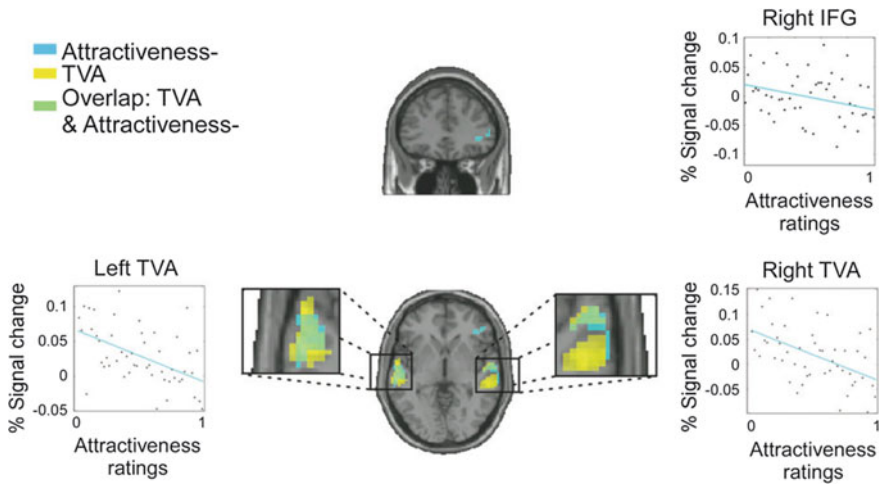 Attractiveness-
TVA
Overlap: TVA
& Attractiveness-
Right IFG
% Signal change
0.1
0.05
0
-0.05
-0.1
0
1
Attractiveness
ratings
Left TVA
% Signal change
0.1
0.05
0
-0.05
0
1
Attractiveness
ratings
Right TVA
% Signal change
0.15
0.1
0.05
0
-0.05
0
1
Attractiveness
ratings